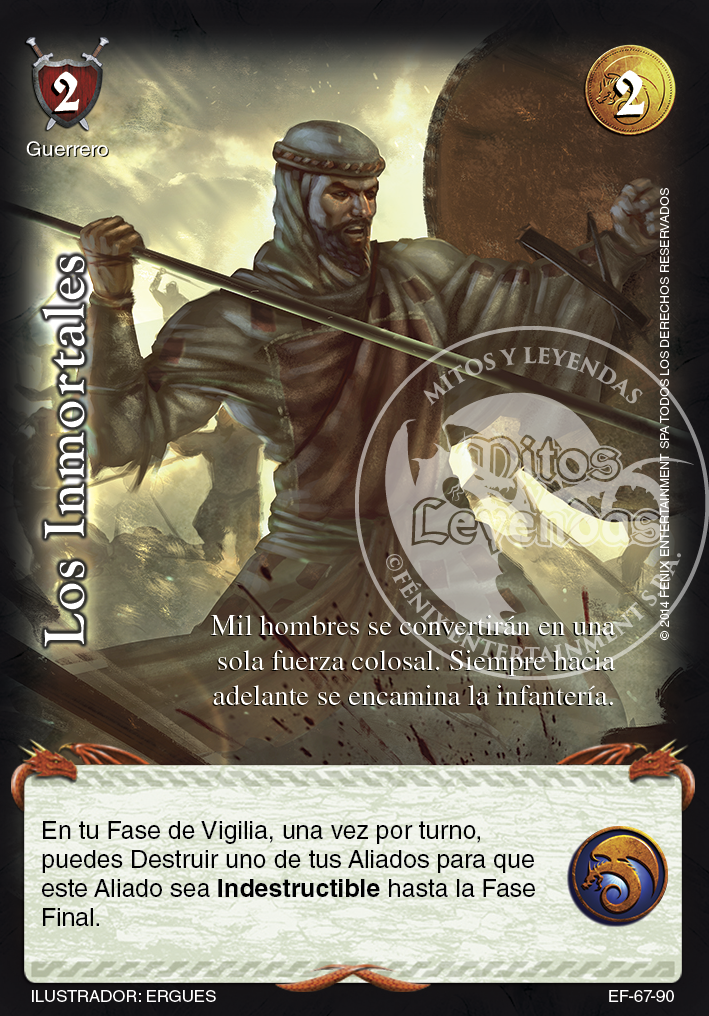 2
2
Guerrero
Los Inmortales
© 2014 FÉNIX ENTERTAINMENT SPA TODOS LOS DERECHOS RESERVADOS
MITOS Y LEYENDAS
Mitos
Leyendas
© FÉNIX ENTERTAINMENT S.P.A.
Mil hombres se convertirán en una
sola fuerza colosal. Siempre hacia
adelante se encamina la infantería.
En tu Fase de Vigilia, una vez por turno,
puedes Destruir uno de tus Aliados para que
este Aliado sea Indestructible hasta la Fase
Final.
ILUSTRADOR: ERGUES
EF-67-90